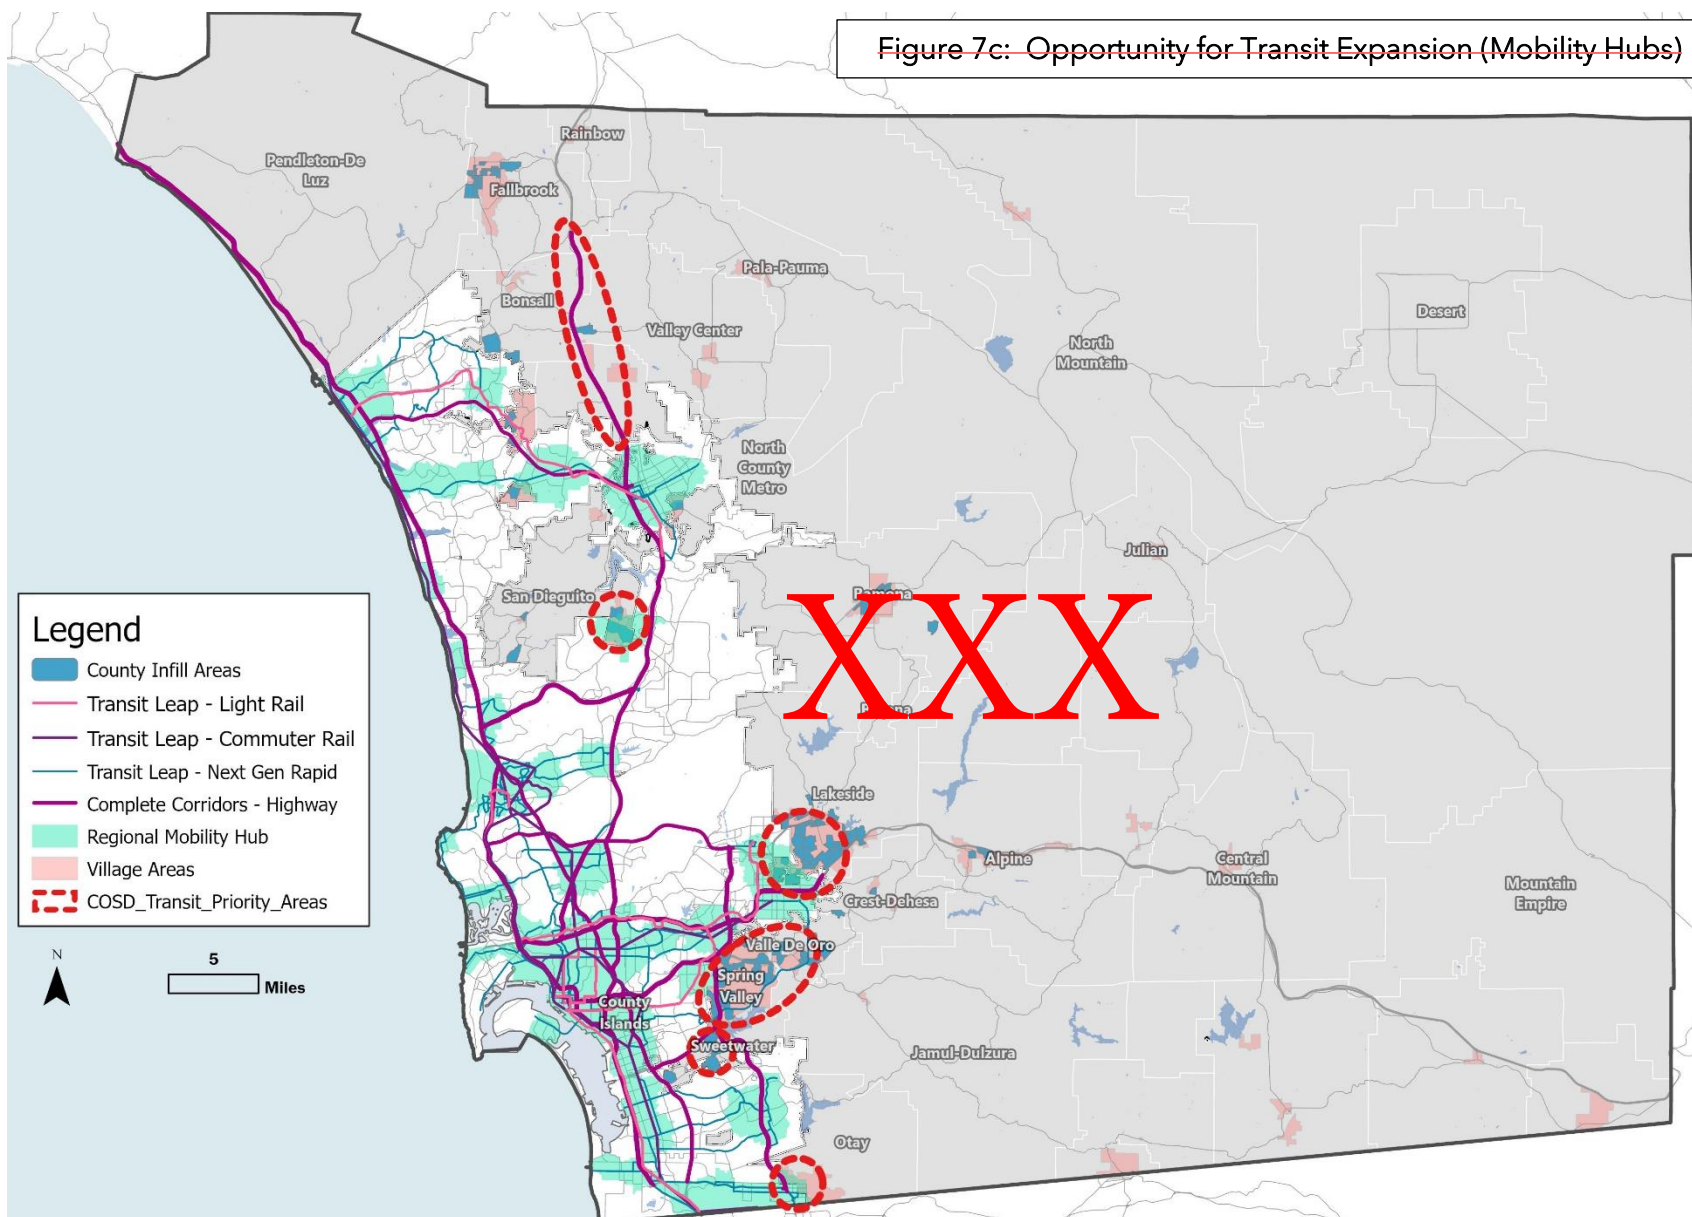 Figure 7c: Opportunity for Transit Expansion (Mobility Hubs)
Rainbow
Pendleton-De
Luz
Fallbrook
Pala-Pauma
Bonsall
Desert
Valley Center
North
Mountain
North
County
Metro
Julian
San Dieguito
Ramona
XXX
Legend
County Infill Areas
Transit Leap - Light Rail
Transit Leap - Commuter Rail
Transit Leap - Next Gen Rapid
Complete Corridors - Highway
Regional Mobility Hub
Village Areas
COSD_Transit_Priority_Areas
Lakeside
Alpine
Central
Mountain
Mountain
Empire
Crest-Dehesa
Valle De Oro
Spring
Valley
N
5
Miles
County
Islands
Sweetwater
Jamul-Dulzura
Otay